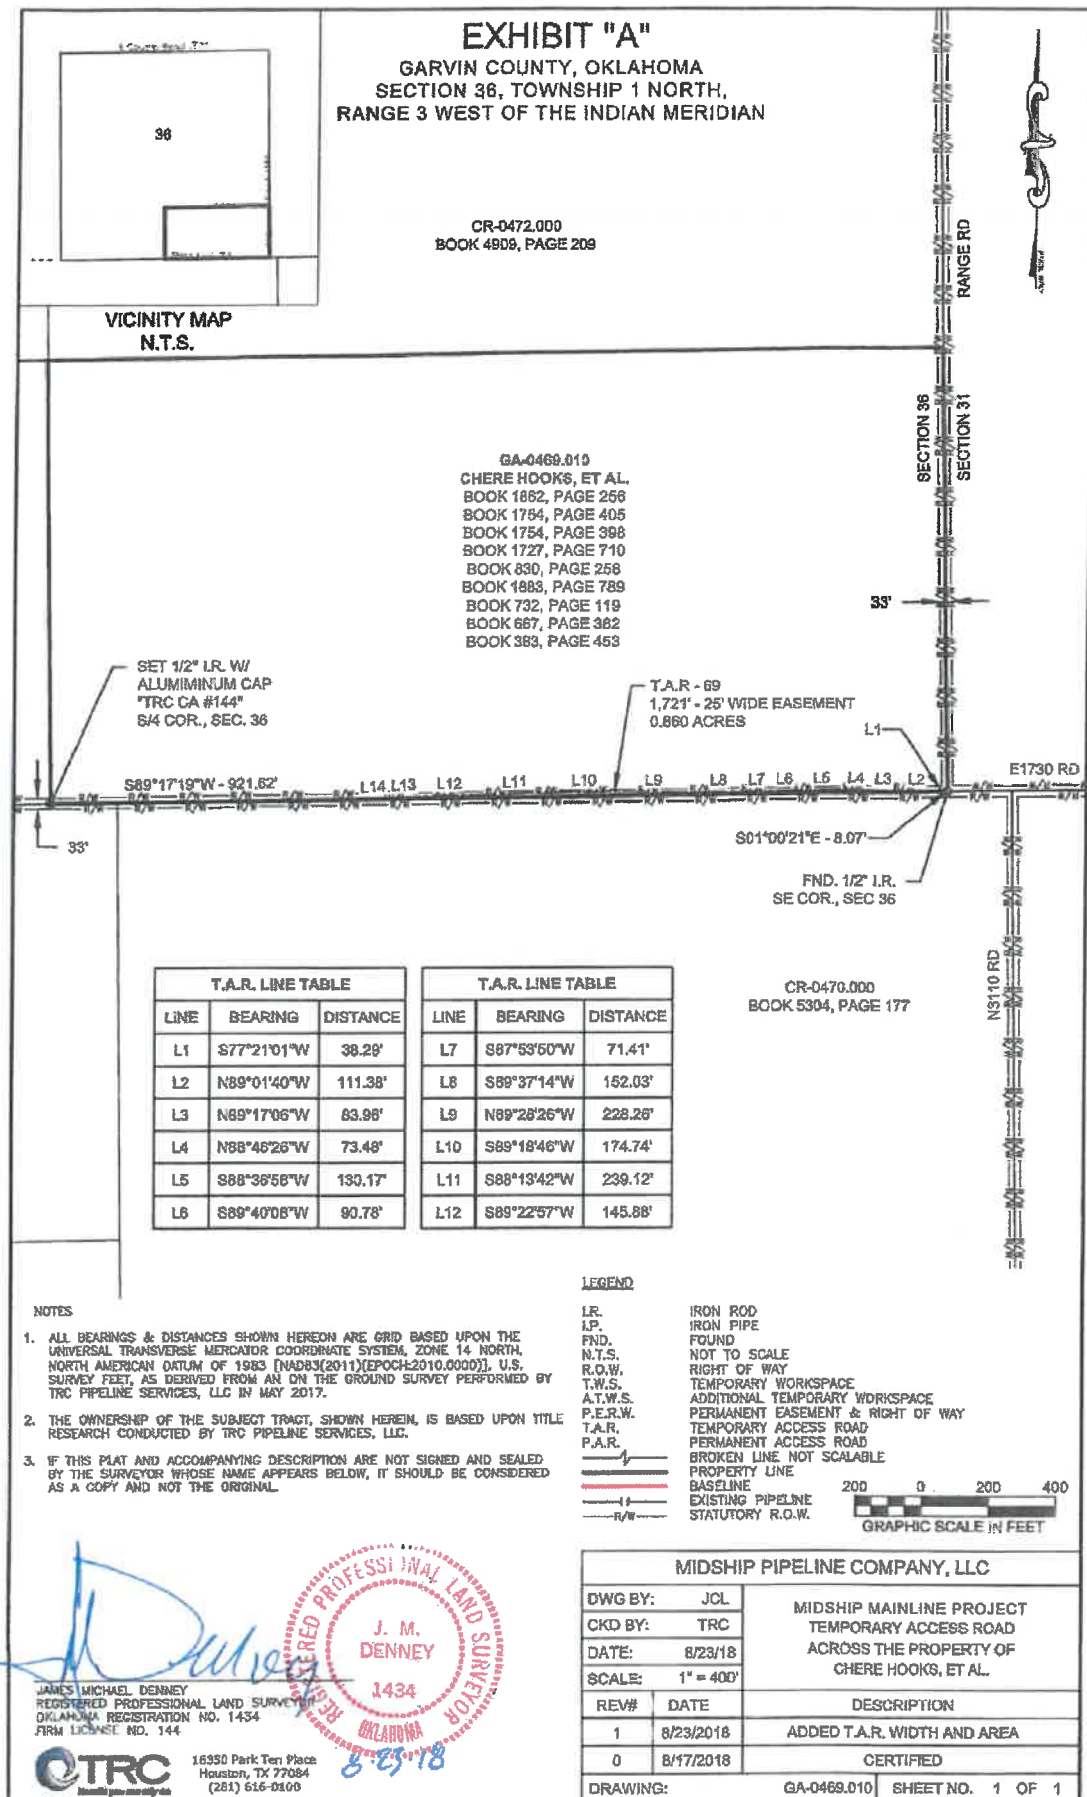 EXHIBIT "A"
GARVIN COUNTY, OKLAHOMA
SECTION 36, TOWNSHIP 1 NORTH,
RANGE 3 WEST OF THE INDIAN MERIDIAN
36
VICINITY MAP
N.T.S.
CR-0472.000
BOOK 4909, PAGE 209
RANGE RD
SECTION 36
SECTION 31
GA-0469.010
CHERE HOOKS, ET AL.
BOOK 1862, PAGE 256
BOOK 1764, PAGE 405
BOOK 1754, PAGE 398
BOOK 1727, PAGE 710
BOOK 830, PAGE 258
BOOK 1883, PAGE 789
BOOK 732, PAGE 119
BOOK 667, PAGE 382
BOOK 383, PAGE 453
33'
SET 1/2" I.R. W/
ALUMIMINUM CAP
"TRC CA #144"
S/4 COR., SEC. 36
T.A.R - 69
1,721' - 25' WIDE EASEMENT
0.860 ACRES
L1
S89°17'19"W - 921.62'
L14 L13 L12 L11 L10 L9 L8 L7 L6 L5 L4 L3 L2
E1730 RD
33'
S01°00'21"E - 8.07'
FND. 1/2" I.R.
SE COR., SEC 36
N3110 RD
CR-0470.000
BOOK 5304, PAGE 177
T.A.R. LINE TABLE
LINE BEARING DISTANCE
L1 S77°21'01"W 38.29'
L2 N89°01'40"W 111.38'
L3 N89°17'06"W 83.98'
L4 N88°46'26"W 73.48'
L5 S88°36'56"W 130.17'
L6 S89°40'08"W 90.78'
T.A.R. LINE TABLE
LINE BEARING DISTANCE
L7 S87°53'50"W 71.41'
L8 S89°37'14"W 152.03'
L9 N89°28'26"W 228.26'
L10 S89°18'46"W 174.74'
L11 S88°13'42"W 239.12'
L12 S89°22'57"W 145.88'
NOTES
1. ALL BEARINGS & DISTANCES SHOWN HEREON ARE GRID BASED UPON THE
UNIVERSAL TRANSVERSE MERCATOR COORDINATE SYSTEM, ZONE 14 NORTH,
NORTH AMERICAN DATUM OF 1983 [NAD83(2011)(EPOCH:2010.0000)], U.S.
SURVEY FEET, AS DERIVED FROM AN ON THE GROUND SURVEY PERFORMED BY
TRC PIPELINE SERVICES, LLC IN MAY 2017.
2. THE OWNERSHIP OF THE SUBJECT TRACT, SHOWN HEREIN, IS BASED UPON TITLE
RESEARCH CONDUCTED BY TRC PIPELINE SERVICES, LLC.
3. IF THIS PLAT AND ACCOMPANYING DESCRIPTION ARE NOT SIGNED AND SEALED
BY THE SURVEYOR WHOSE NAME APPEARS BELOW, IT SHOULD BE CONSIDERED
AS A COPY AND NOT THE ORIGINAL.
LEGEND
I.R. IRON ROD
I.P. IRON PIPE
FND. FOUND
N.T.S. NOT TO SCALE
R.O.W. RIGHT OF WAY
T.W.S. TEMPORARY WORKSPACE
A.T.W.S. ADDITIONAL TEMPORARY WORKSPACE
P.E.R.W. PERMANENT EASEMENT & RIGHT OF WAY
T.A.R. TEMPORARY ACCESS ROAD
P.A.R. PERMANENT ACCESS ROAD
BROKEN LINE NOT SCALABLE
PROPERTY LINE
BASELINE
EXISTING PIPELINE
R/W STATUTORY R.O.W.
200 0 200 400
GRAPHIC SCALE IN FEET
REGISTERED PROFESSIONAL LAND SURVEYOR
J. M.
DENNEY
1434
OKLAHOMA
8-23-18
JAMES MICHAEL DENNEY
REGISTERED PROFESSIONAL LAND SURVEYOR
OKLAHOMA REGISTRATION NO. 1434
FIRM LICENSE NO. 144
TRC
16350 Park Ten Place
Houston, TX 77084
(281) 616-0100
MIDSHIP PIPELINE COMPANY, LLC
DWG BY: JCL
CKD BY: TRC
DATE: 8/23/18
SCALE: 1" = 400'
MIDSHIP MAINLINE PROJECT
TEMPORARY ACCESS ROAD
ACROSS THE PROPERTY OF
CHERE HOOKS, ET AL.
REV# DATE DESCRIPTION
1 8/23/2018 ADDED T.A.R. WIDTH AND AREA
0 8/17/2018 CERTIFIED
DRAWING: GA-0469.010 SHEET NO. 1 OF 1